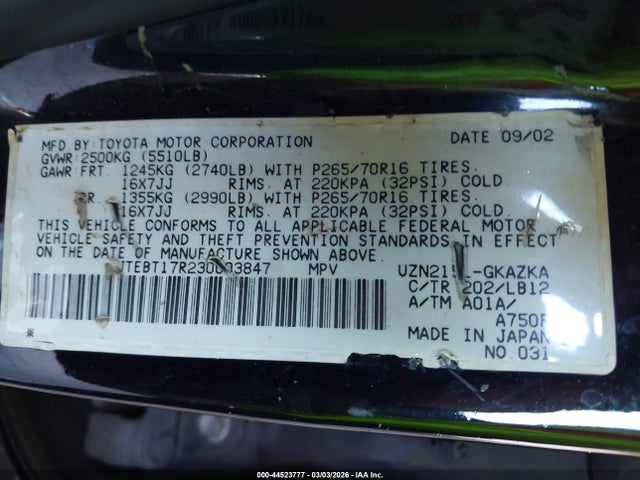 MFD BY: TOYOTA MOTOR CORPORATION DATE 09/02
GVWR: 2500KG (5510LB)
GAWR: FRT. 1245KG (2740LB) WITH P265/70R16 TIRES.
16X7JJ RIMS. AT 220KPA (32PSI) COLD.
RR. 1355KG (2990LB) WITH P265/70R16 TIRES.
16X7JJ RIMS. AT 220KPA (32PSI) COLD.
THIS VEHICLE CONFORMS TO ALL APPLICABLE FEDERAL MOTOR
VEHICLE SAFETY AND THEFT PREVENTION STANDARDS IN EFFECT
ON THE DATE OF MANUFACTURE SHOWN ABOVE.
MPV
C/TR 202/LB12
A/TM A01A/
MADE IN JAPAN
NO.031
000-44523777 | 03/03/2026 | IAA Inc.